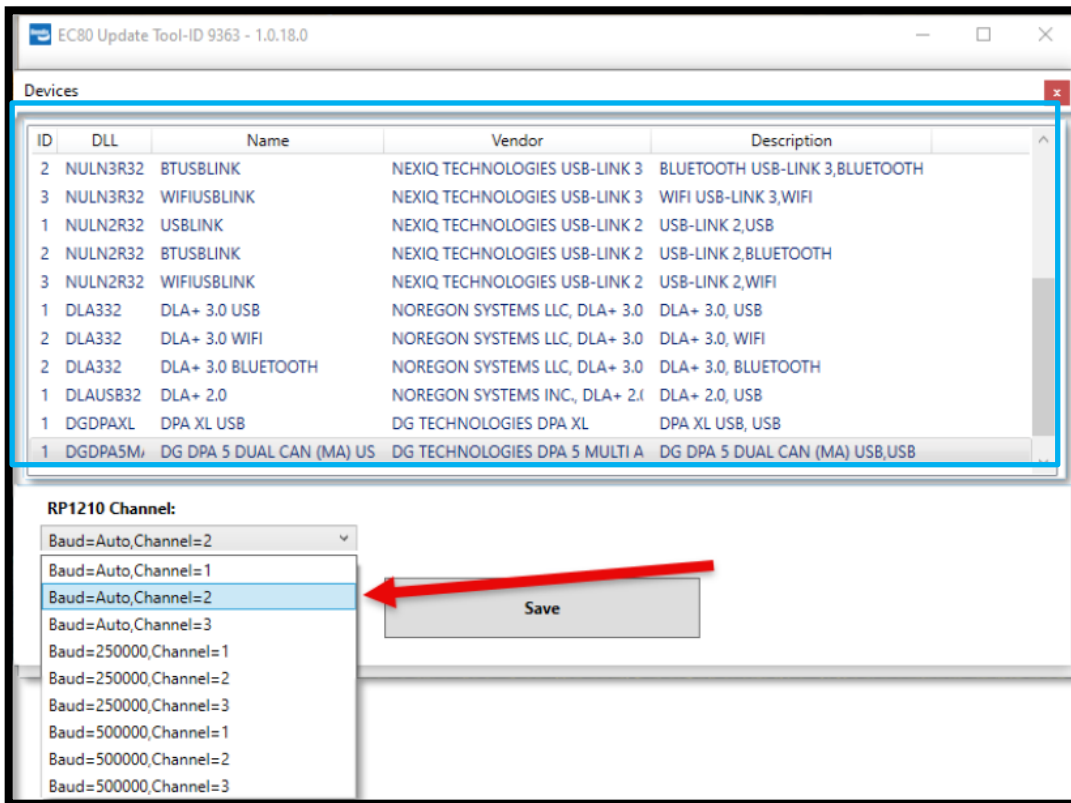 EC80 Update Tool-ID 9363 - 1.0.18.0
Devices
x
ID DLL Name Vendor Description
2 NULN3R32 BTUSBLINK NEXIQ TECHNOLOGIES USB-LINK 3 BLUETOOTH USB-LINK 3,BLUETOOTH
3 NULN3R32 WIFIUSBLINK NEXIQ TECHNOLOGIES USB-LINK 3 WIFI USB-LINK 3,WIFI
1 NULN2R32 USBLINK NEXIQ TECHNOLOGIES USB-LINK 2 USB-LINK 2,USB
2 NULN2R32 BTUSBLINK NEXIQ TECHNOLOGIES USB-LINK 2 USB-LINK 2,BLUETOOTH
3 NULN2R32 WIFIUSBLINK NEXIQ TECHNOLOGIES USB-LINK 2 USB-LINK 2,WIFI
1 DLA332 DLA+ 3.0 USB NOREGON SYSTEMS LLC, DLA+ 3.0 DLA+ 3.0, USB
2 DLA332 DLA+ 3.0 WIFI NOREGON SYSTEMS LLC, DLA+ 3.0 DLA+ 3.0, WIFI
2 DLA332 DLA+ 3.0 BLUETOOTH NOREGON SYSTEMS LLC, DLA+ 3.0 DLA+ 3.0, BLUETOOTH
1 DLAUSB32 DLA+ 2.0 NOREGON SYSTEMS INC., DLA+ 2.( DLA+ 2.0, USB
1 DGDPAXL DPA XL USB DG TECHNOLOGIES DPA XL DPA XL USB, USB
1 DGDPA5M DG DPA 5 DUAL CAN (MA) US DG TECHNOLOGIES DPA 5 MULTI A DG DPA 5 DUAL CAN (MA) USB,USB
RP1210 Channel:
Baud=Auto,Channel=2
Baud=Auto,Channel=1
Baud=Auto,Channel=2
Baud=Auto,Channel=3
Baud=250000,Channel=1
Baud=250000,Channel=2
Baud=250000,Channel=3
Baud=500000,Channel=1
Baud=500000,Channel=2
Baud=500000,Channel=3
Save